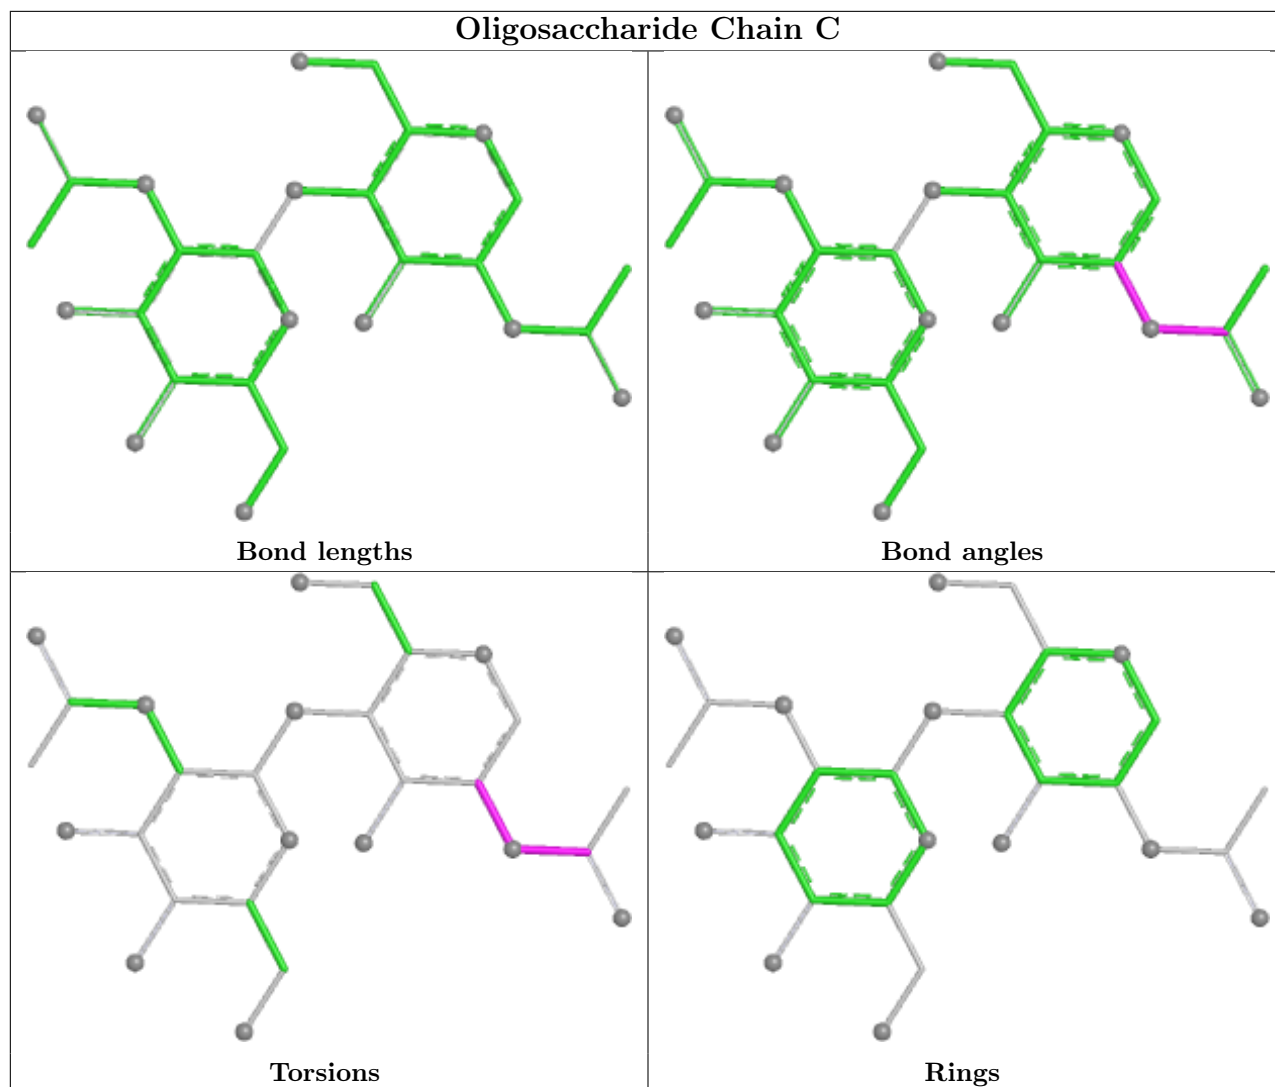 Oligosaccharide Chain C
Bond lengths
Bond angles
Torsions
Rings